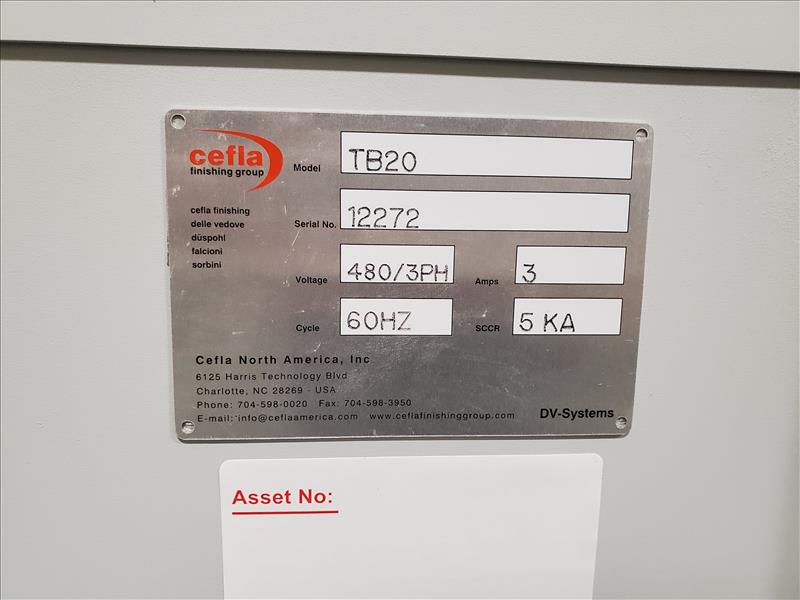 cefla
finishing group
Model TB20
cefla finishing
delle vedove
düspohl
falcioni
sorbini
Serial No. 12272
Voltage 480/3PH Amps 3
Cycle 60HZ SCCR 5 KA
Cefla North America, Inc
6125 Harris Technology Blvd
Charlotte, NC 28269 - USA
Phone: 704-598-0020 Fax: 704-598-3950
E-mail: info@ceflaamerica.com www.ceflafinishinggroup.com
DV-Systems
Asset No: